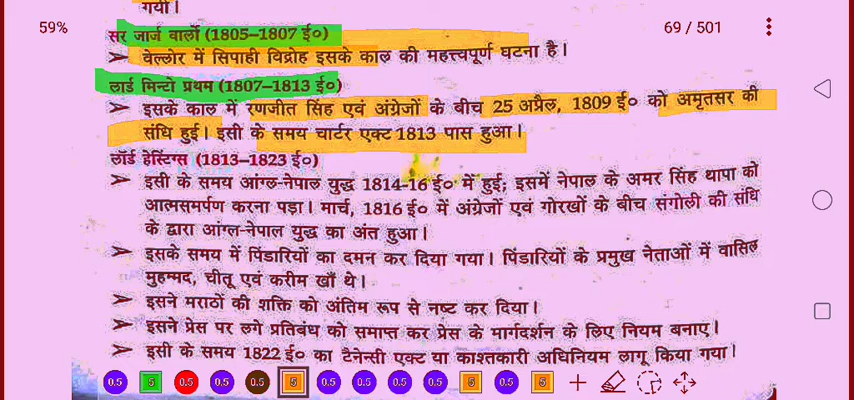 गयी।
59%
69 / 501
सर जार्ज वार्लो (1805–1807 ई०)
➢ वेल्लोर में सिपाही विद्रोह इसके काल की महत्त्वपूर्ण घटना है।
लार्ड मिन्टो प्रथम (1807–1813 ई०)
➢ इसके काल में रणजीत सिंह एवं अंग्रेजों के बीच 25 अप्रैल, 1809 ई० को अमृतसर की
संधि हुई। इसी के समय चार्टर एक्ट 1813 पास हुआ।
लॉर्ड हेस्टिंग्स (1813–1823 ई०)
➢ इसी के समय आंग्ल-नेपाल युद्ध 1814-16 ई० में हुई; इसमें नेपाल के अमर सिंह थापा को
आत्मसमर्पण करना पड़ा। मार्च, 1816 ई० में अंग्रेजों एवं गोरखों के बीच संगोली की संधि
के द्वारा आंग्ल-नेपाल युद्ध का अंत हुआ।
➢ इसके समय में पिंडारियों का दमन कर दिया गया। पिंडारियों के प्रमुख नेताओं में वासिल
मुहम्मद, चीतू एवं करीम खाँ थे।
➢ इसने मराठों की शक्ति को अंतिम रूप से नष्ट कर दिया।
➢ इसने प्रेस पर लगे प्रतिबंध को समाप्त कर प्रेस के मार्गदर्शन के लिए नियम बनाए।
➢ इसी के समय 1822 ई० का टैनेन्सी एक्ट या काश्तकारी अधिनियम लागू किया गया।
0.5 5 0.5 0.5 0.5 5 0.5 0.5 0.5 0.5 5 0.5 5